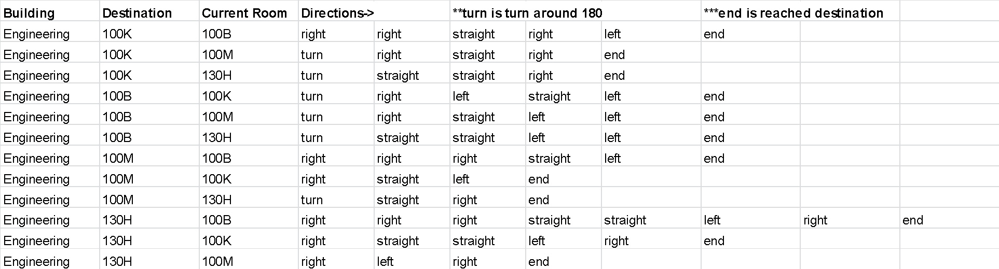 Building Destination Current Room Directions-> **turn is turn around 180 ***end is reached destination
Engineering 100K 100B right right straight right left end
Engineering 100K 100M turn right straight right end
Engineering 100K 130H turn straight straight right end
Engineering 100B 100K turn right left straight left end
Engineering 100B 100M turn right straight left left end
Engineering 100B 130H turn straight straight left left end
Engineering 100M 100B right right right straight left end
Engineering 100M 100K right straight left end
Engineering 100M 130H turn straight right end
Engineering 130H 100B right right right straight straight left right end
Engineering 130H 100K right straight straight left right end
Engineering 130H 100M right left right end